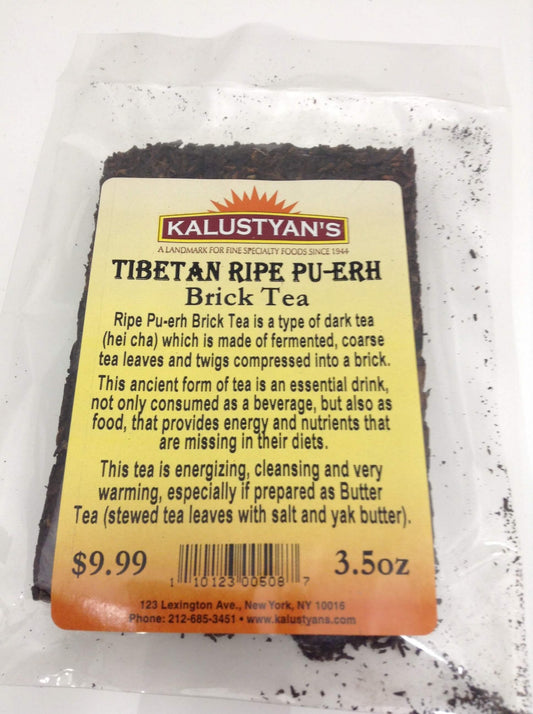 KALUSTYAN'S
A LANDMARK FOR FINE SPECIALTY FOODS SINCE 1944
TIBETAN RIPE PU-ERH
Brick Tea
Ripe Pu-erh Brick Tea is a type of dark tea
(hei cha) which is made of fermented, coarse
tea leaves and twigs compressed into a brick.
This ancient form of tea is an essential drink,
not only consumed as a beverage, but also as
food, that provides energy and nutrients that
are missing in their diets.
This tea is energizing, cleansing and very
warming, especially if prepared as Butter
Tea (stewed tea leaves with salt and yak butter).
$9.99 1 10123 00508 7 3.5oz
123 Lexington Ave., New York, NY 10016
Phone: 212-685-3451 • www.kalustyans.com